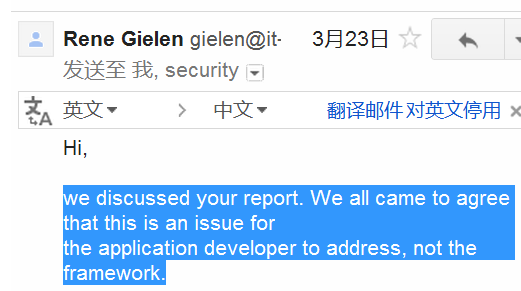 Rene Gielen gielen@it- 3月23日
发送至 我, security
英文 > 中文 翻译邮件 对英文停用 ×
Hi,
we discussed your report. We all came to agree
that this is an issue for
the application developer to address, not the
framework.